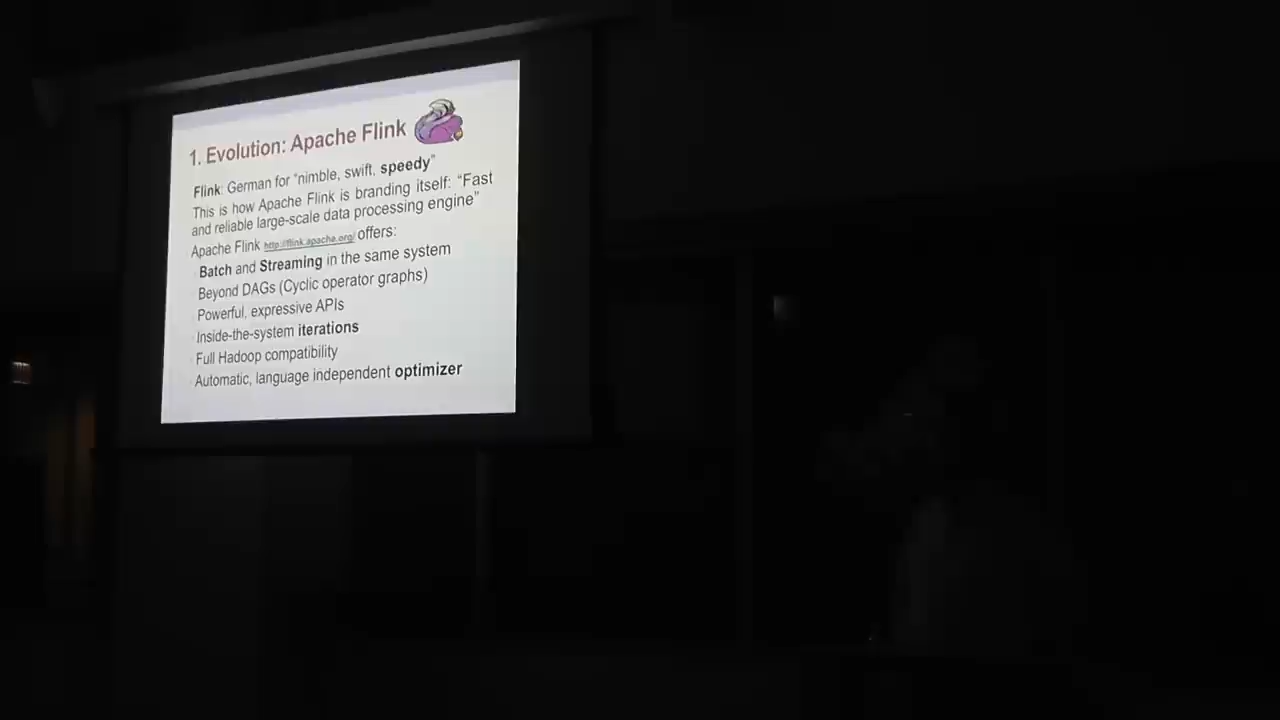 1. Evolution: Apache Flink
Flink: German for “nimble, swift, speedy”
This is how Apache Flink is branding itself: “Fast
and reliable large-scale data processing engine”
Apache Flink http://flink.apache.org/ offers:
Batch and Streaming in the same system
Beyond DAGs (Cyclic operator graphs)
Powerful, expressive APIs
Inside-the-system iterations
Full Hadoop compatibility
Automatic, language independent optimizer